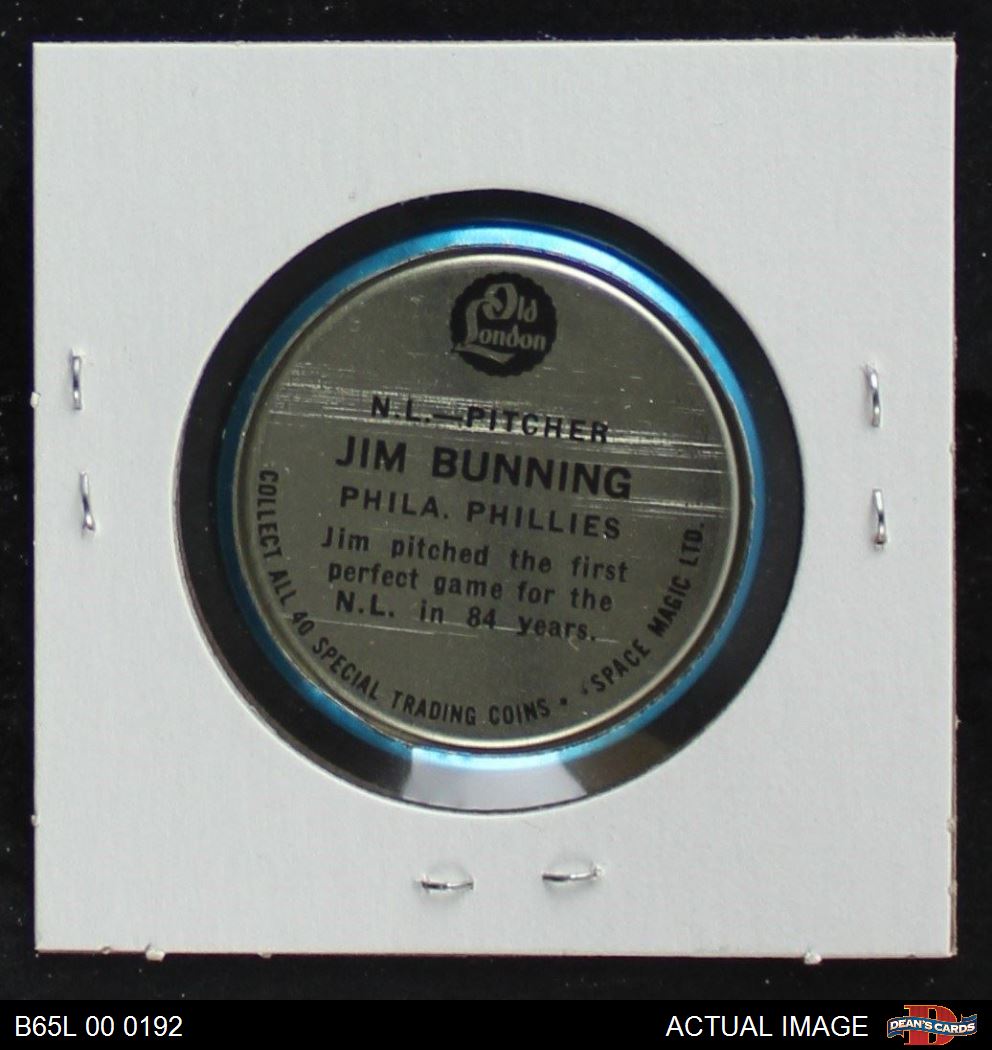 Old
London
N.L.—PITCHER
JIM BUNNING
PHILA. PHILLIES
Jim pitched the first
perfect game for the
N.L. in 84 years.
COLLECT ALL 40 SPECIAL TRADING COINS • SPACE MAGIC LTD.
B65L 00 0192
ACTUAL IMAGE
DEAN'S CARDS